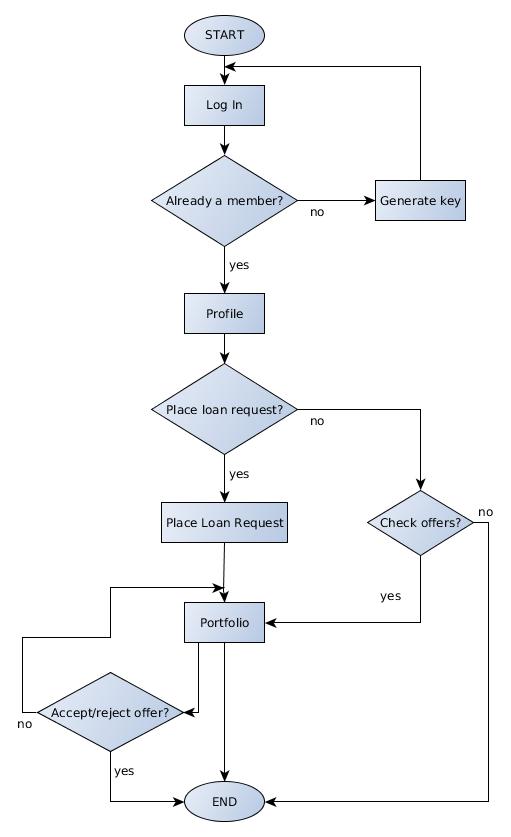 START
Log In
Already a member?
no
Generate key
yes
Profile
Place loan request?
no
yes
Place Loan Request
Check offers?
no
yes
Portfolio
Accept/reject offer?
no
yes
END